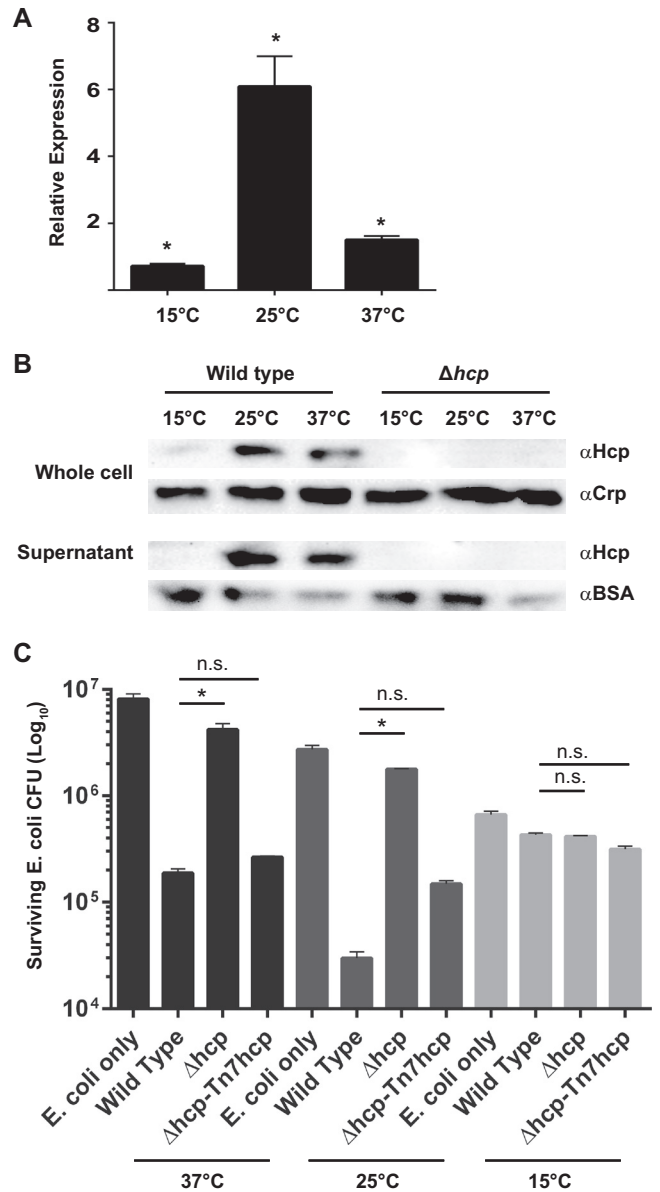 A
Relative Expression
8
6
4
2
*
*
*
15°C 25°C 37°C
B
Wild type Δhcp
15°C 25°C 37°C 15°C 25°C 37°C
Whole cell
αHcp
αCrp
Supernatant
αHcp
αBSA
C
Surviving E. coli CFU (Log10)
10⁷
10⁶
10⁵
10⁴
n.s.
*
n.s.
*
n.s.
n.s.
E. coli only
Wild Type
Δhcp
Δhcp-Tn7hcp
E. coli only
Wild Type
Δhcp
Δhcp-Tn7hcp
E. coli only
Wild Type
Δhcp
Δhcp-Tn7hcp
37°C 25°C 15°C